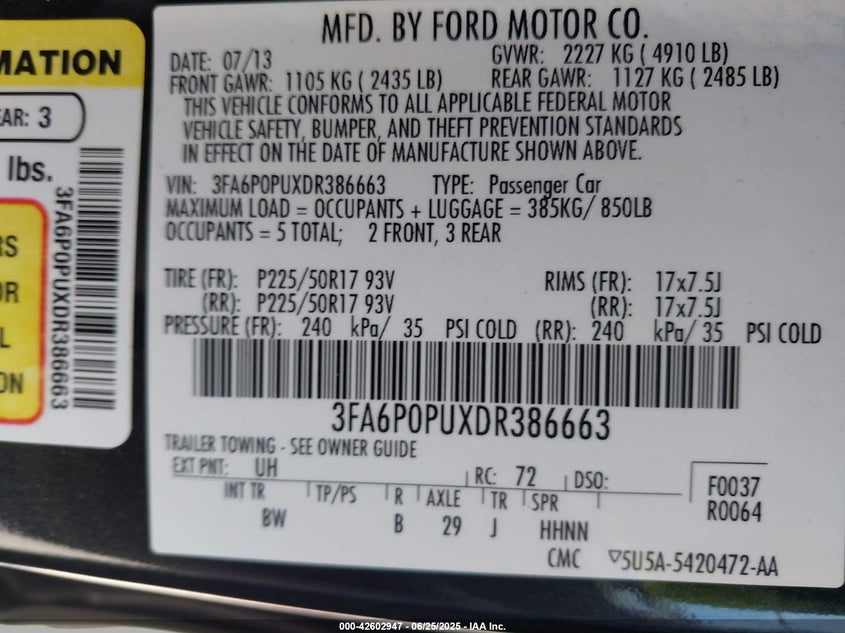 MATION
EAR: 3
lbs.
RS
OR
L
ON
3FA6P0PUXDR386663
MFD. BY FORD MOTOR CO.
DATE: 07/13 GVWR: 2227 KG ( 4910 LB)
FRONT GAWR: 1105 KG ( 2435 LB) REAR GAWR: 1127 KG ( 2485 LB)
THIS VEHICLE CONFORMS TO ALL APPLICABLE FEDERAL MOTOR
VEHICLE SAFETY, BUMPER, AND THEFT PREVENTION STANDARDS
IN EFFECT ON THE DATE OF MANUFACTURE SHOWN ABOVE.
VIN: 3FA6P0PUXDR386663 TYPE: Passenger Car
MAXIMUM LOAD = OCCUPANTS + LUGGAGE = 385KG/ 850LB
OCCUPANTS = 5 TOTAL; 2 FRONT, 3 REAR
TIRE (FR): P225/50R17 93V RIMS (FR): 17x7.5J
(RR): P225/50R17 93V (RR): 17x7.5J
PRESSURE (FR): 240 kPa/ 35 PSI COLD (RR): 240 kPa/ 35 PSI COLD
3FA6P0PUXDR386663
TRAILER TOWING - SEE OWNER GUIDE
EXT PNT: UH RC: 72 DSO:
INT TR TP/PS R AXLE TR SPR
BW B 29 J HHNN
F0037
R0064
CMC ▽5U5A-5420472-AA
000-42602947 - 06/25/2025 - IAA Inc.